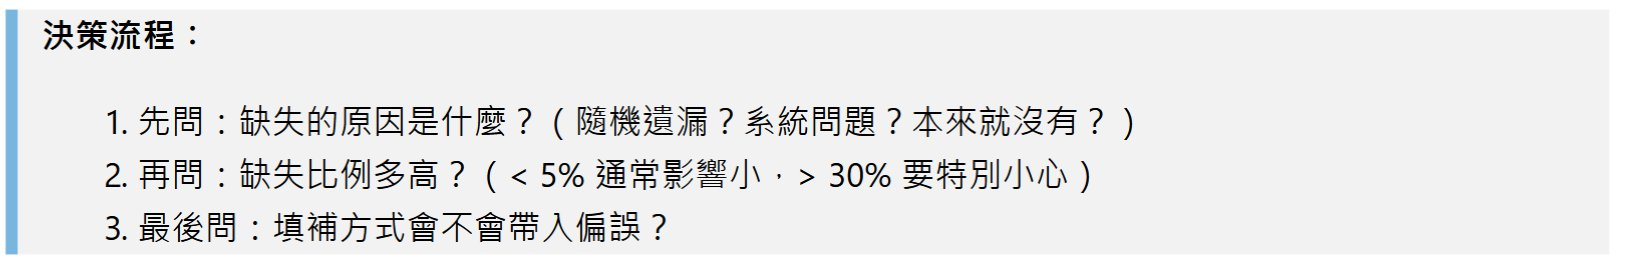 決策流程：
1. 先問：缺失的原因是什麼？（隨機遺漏？系統問題？本來就沒有？）
2. 再問：缺失比例多高？（< 5% 通常影響小，> 30% 要特別小心）
3. 最後問：填補方式會不會帶入偏誤？